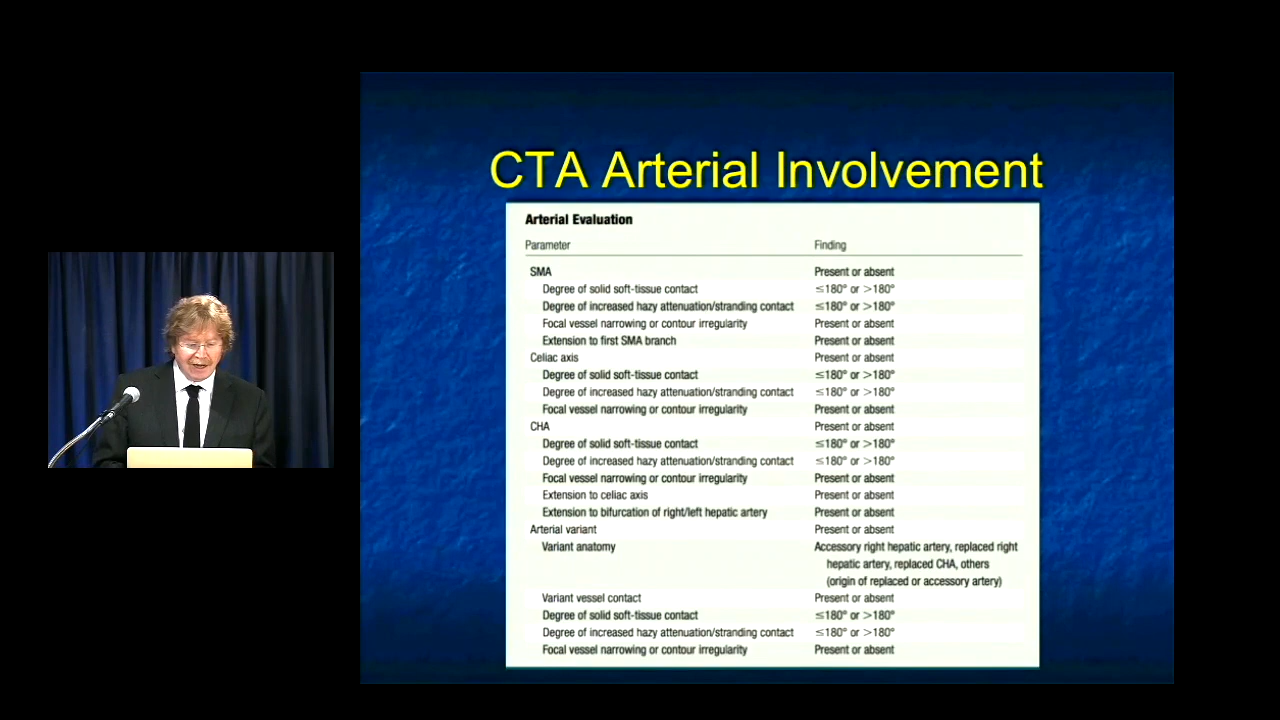 CTA Arterial Involvement
Arterial Evaluation
Parameter Finding
SMA Present or absent
Degree of solid soft-tissue contact ≤180° or >180°
Degree of increased hazy attenuation/stranding contact ≤180° or >180°
Focal vessel narrowing or contour irregularity Present or absent
Extension to first SMA branch Present or absent
Celiac axis Present or absent
Degree of solid soft-tissue contact ≤180° or >180°
Degree of increased hazy attenuation/stranding contact ≤180° or >180°
Focal vessel narrowing or contour irregularity Present or absent
CHA Present or absent
Degree of solid soft-tissue contact ≤180° or >180°
Degree of increased hazy attenuation/stranding contact ≤180° or >180°
Focal vessel narrowing or contour irregularity Present or absent
Extension to celiac axis Present or absent
Extension to bifurcation of right/left hepatic artery Present or absent
Arterial variant Present or absent
Variant anatomy Accessory right hepatic artery, replaced right
hepatic artery, replaced CHA, others
(origin of replaced or accessory artery)
Variant vessel contact Present or absent
Degree of solid soft-tissue contact ≤180° or >180°
Degree of increased hazy attenuation/stranding contact ≤180° or >180°
Focal vessel narrowing or contour irregularity Present or absent